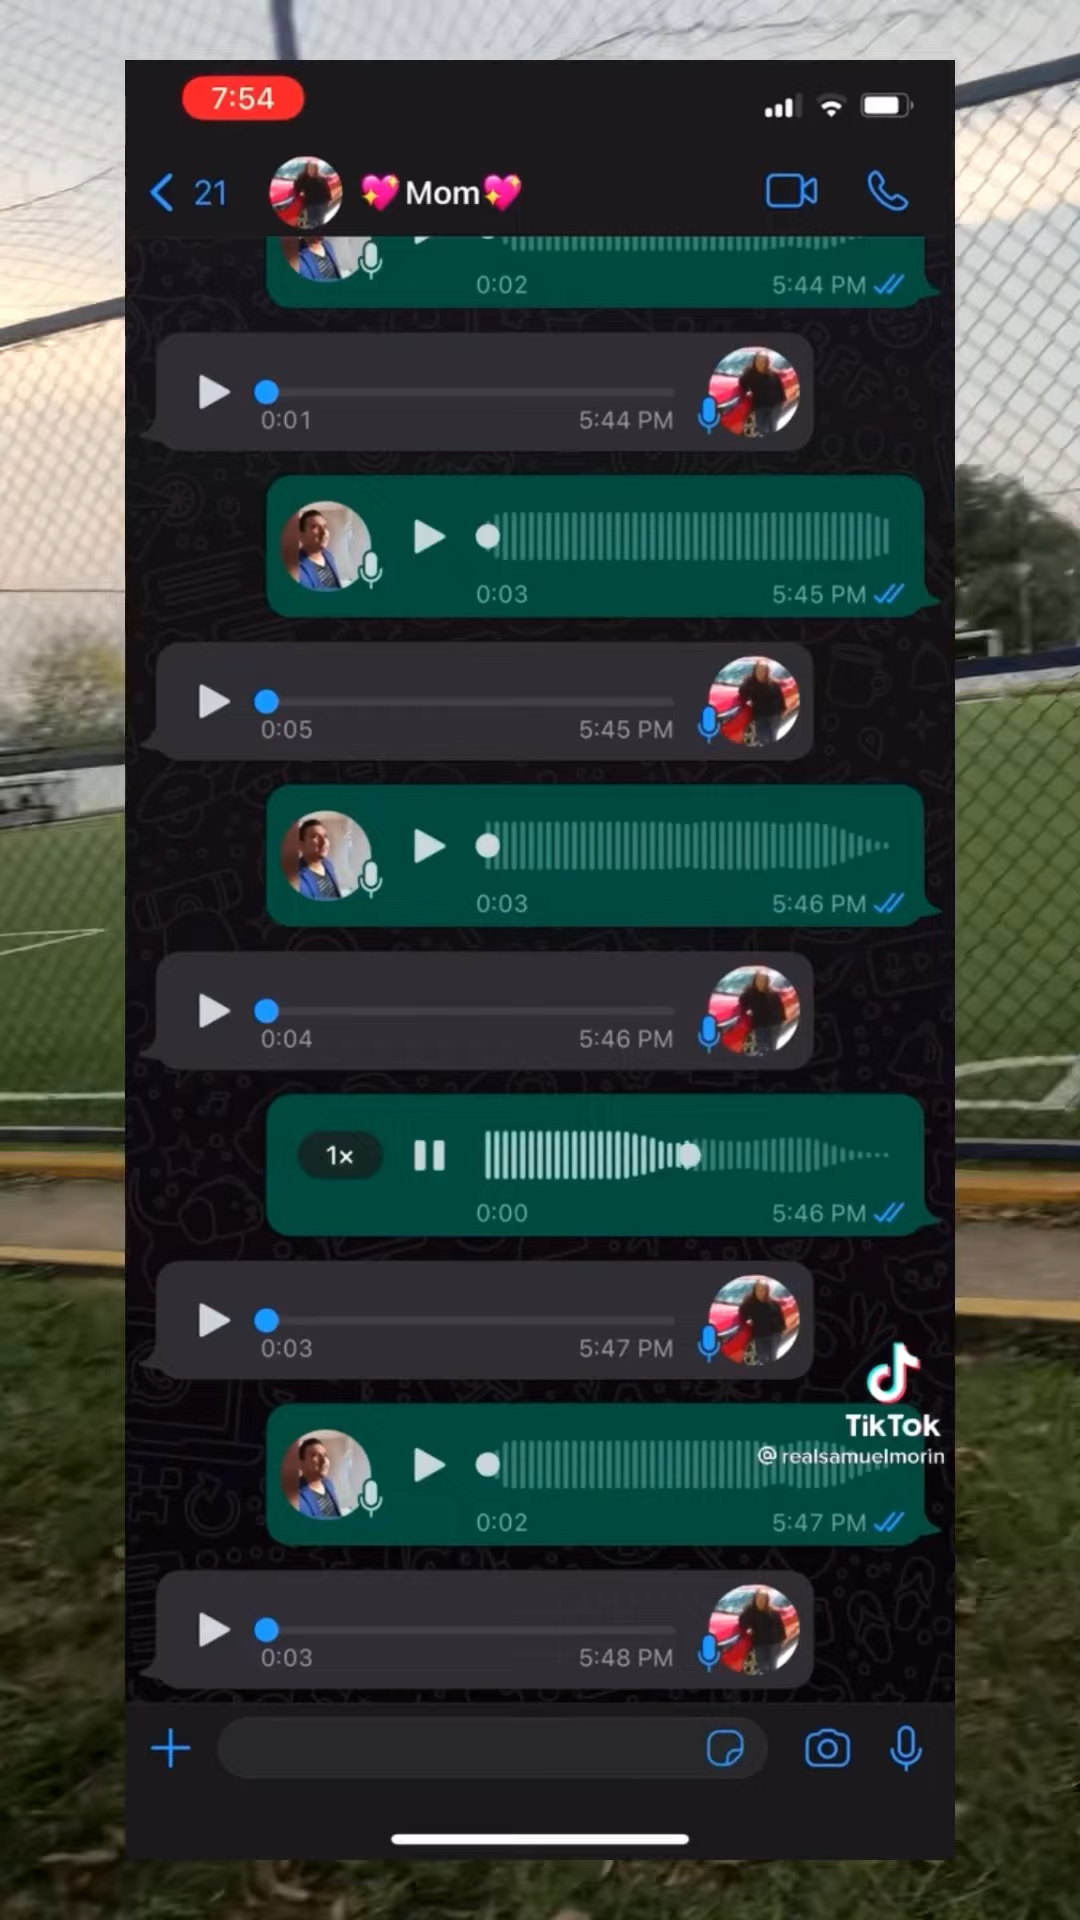 7:54
21 💖Mom💖
0:02 5:44 PM
0:01 5:44 PM
0:03 5:45 PM
0:05 5:45 PM
0:03 5:46 PM
0:04 5:46 PM
1x
0:00 5:46 PM
0:03 5:47 PM
TikTok
@realsamuelmorin
0:02 5:47 PM
0:03 5:48 PM